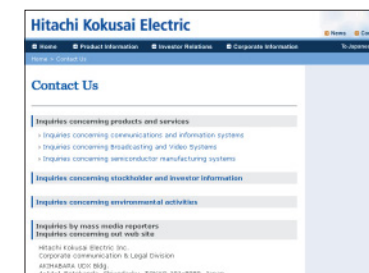 Hitachi Kokusai Electric
News
Home Product Information Investor Relations Corporate Information
To Japanese
Home > Contact Us
Contact Us
Inquiries concerning products and services
> Inquiries concerning communications and information systems
> Inquiries concerning Broadcasting and Video Systems
> Inquiries concerning semiconductor manufacturing systems
Inquiries concerning stockholder and investor information
Inquiries concerning environmental activities
Inquiries by mass media reporters
Inquiries concerning out web site
Hitachi Kokusai Electric Inc.
Corporate communication & Legal Division
AKIHABARA UDX Bldg.